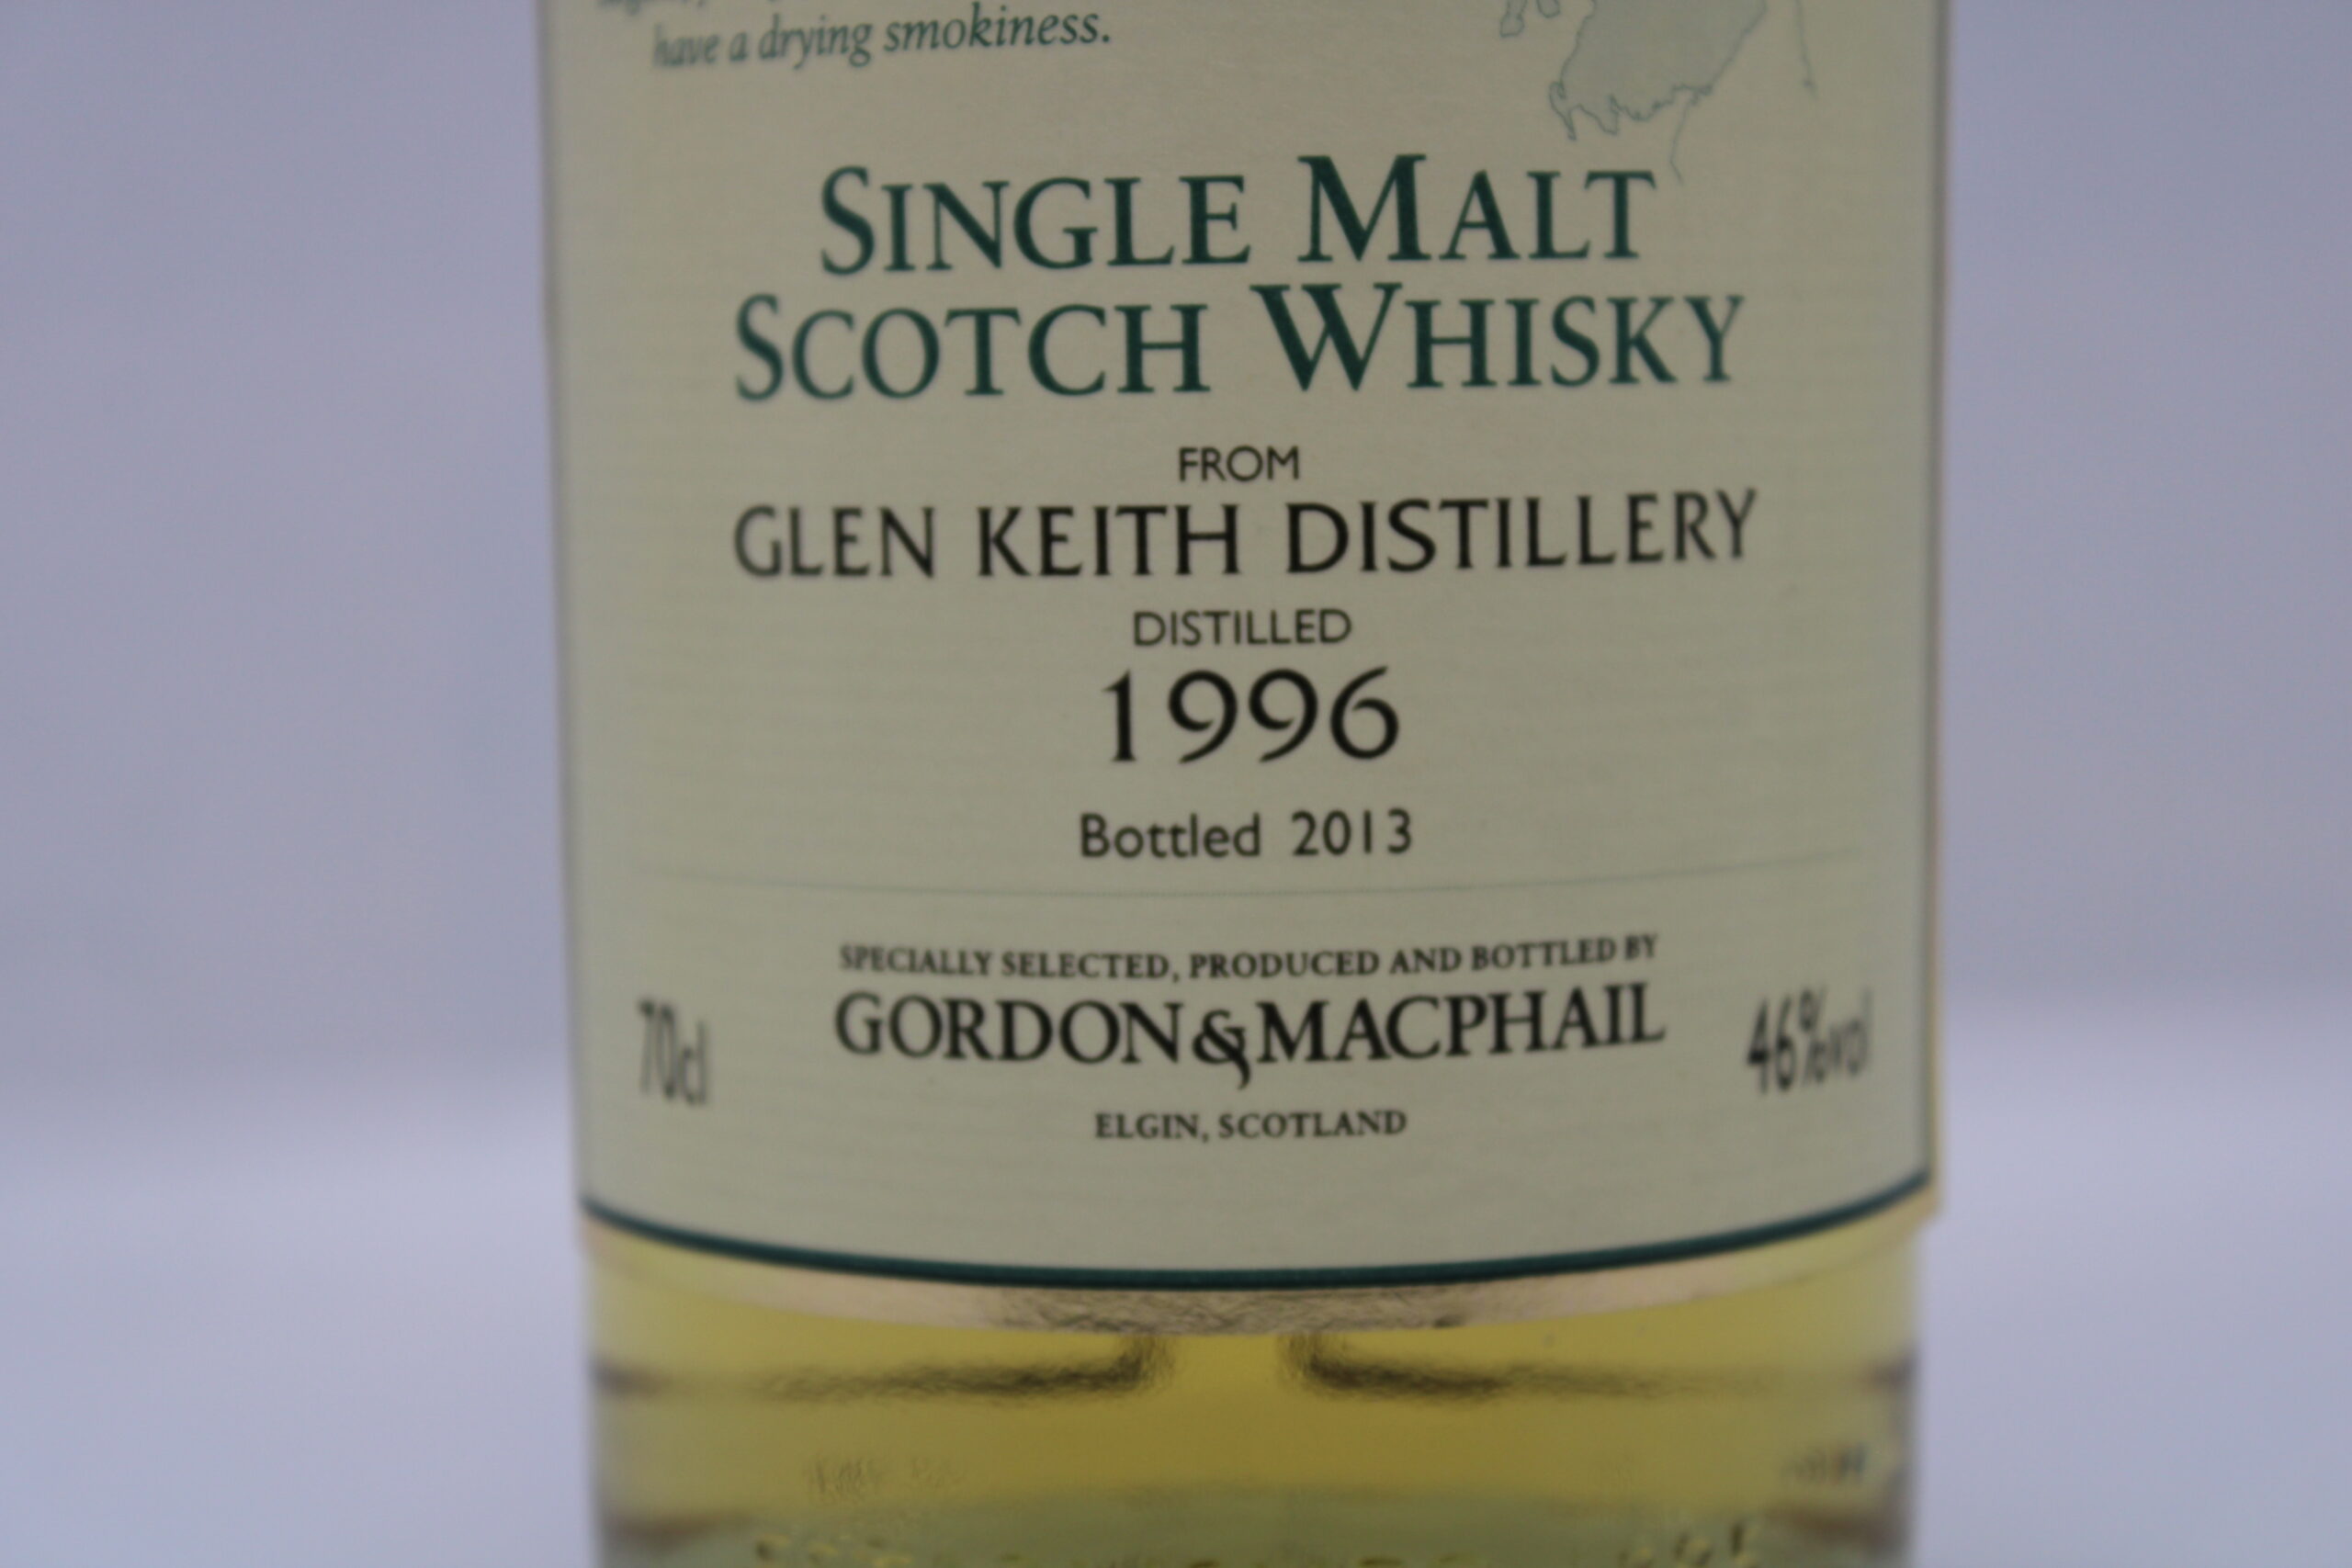 have a drying smokiness.
SINGLE MALT
SCOTCH WHISKY
FROM
GLEN KEITH DISTILLERY
DISTILLED
1996
Bottled 2013
SPECIALLY SELECTED, PRODUCED AND BOTTLED BY
GORDON&MACPHAIL
70cl
46%vol
ELGIN, SCOTLAND